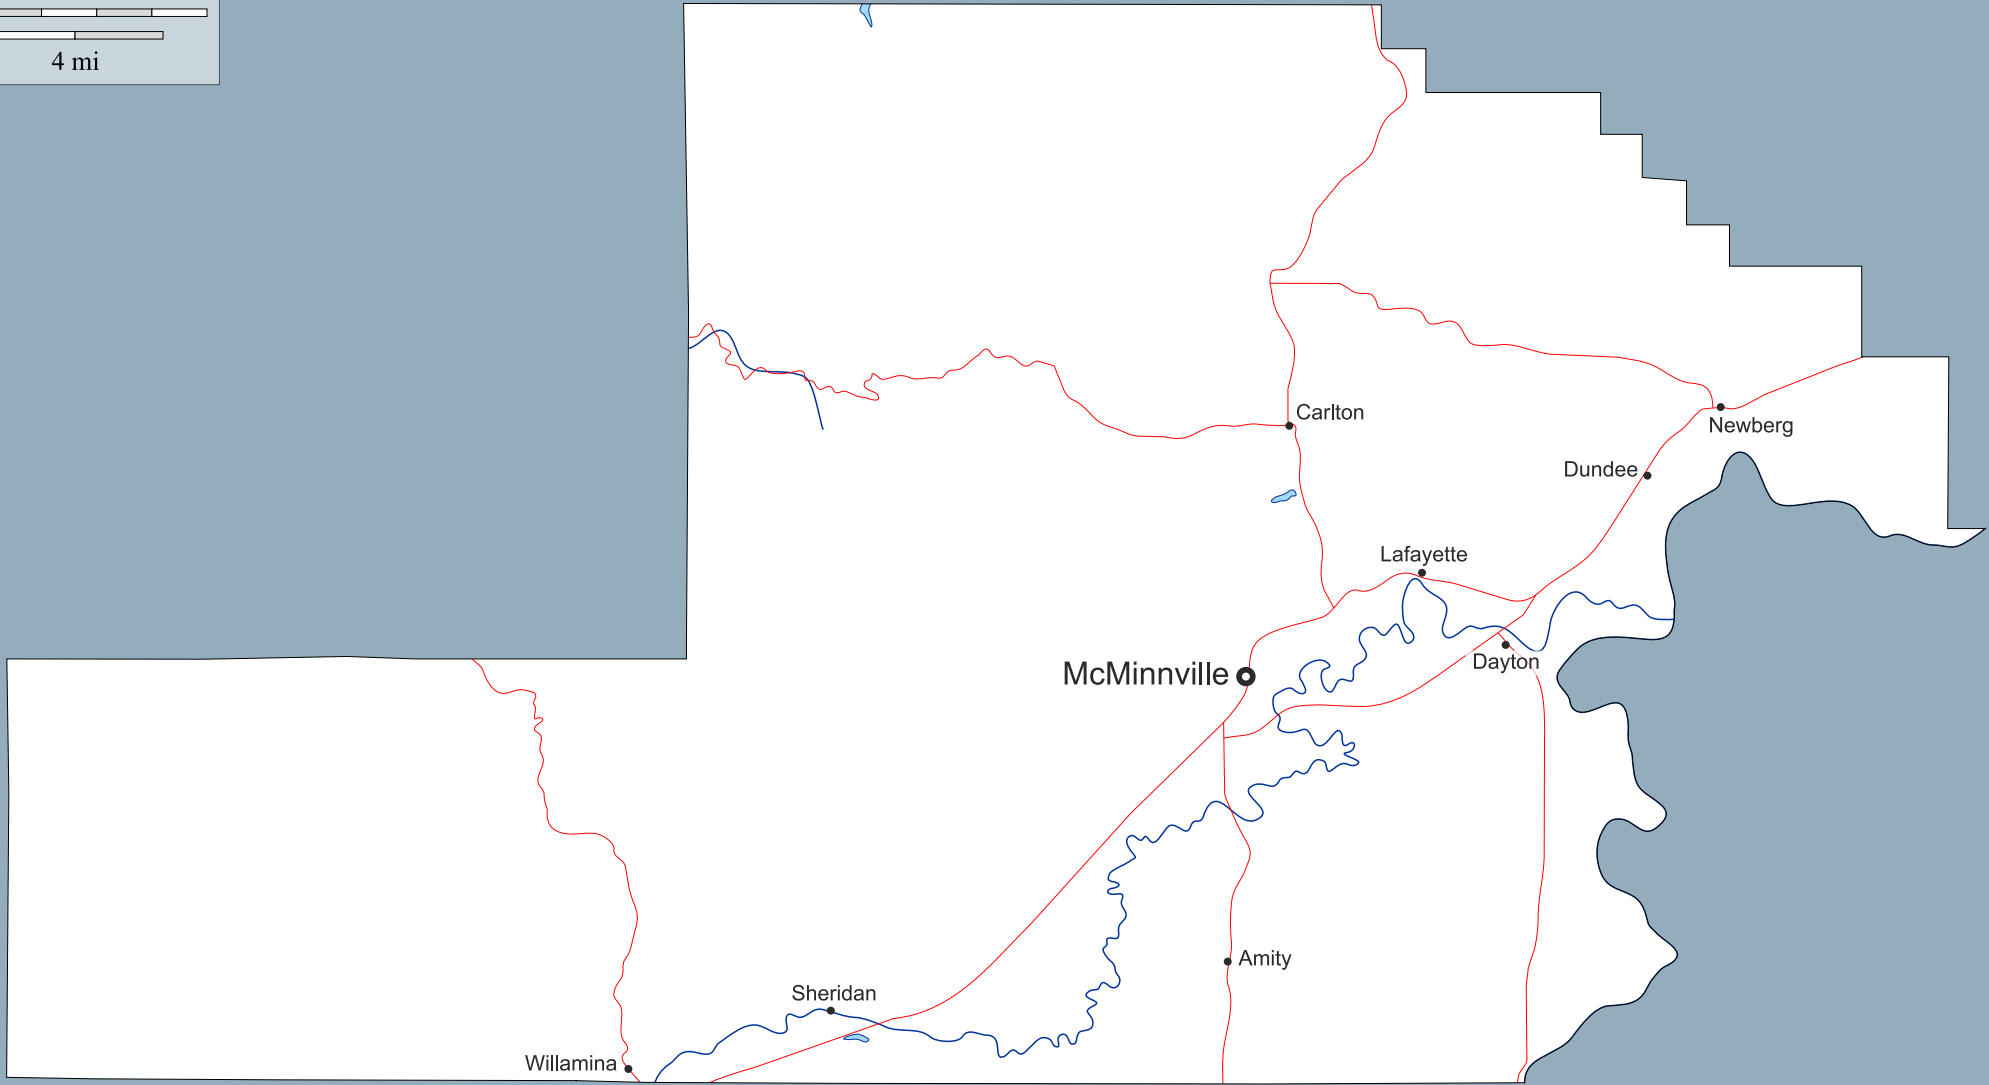 4 mi
Carlton
Newberg
Dundee
Lafayette
Dayton
McMinnville
Amity
Sheridan
Willamina